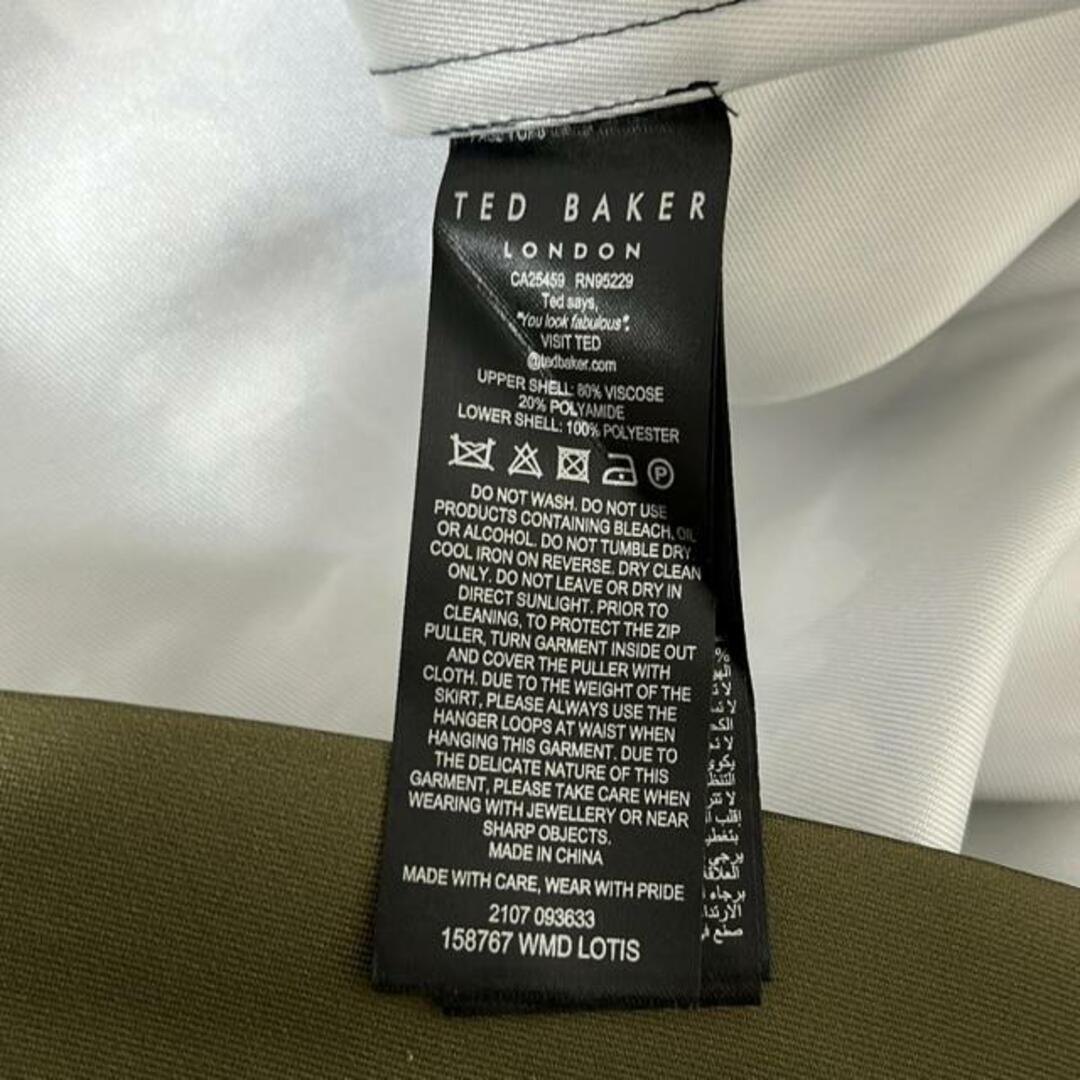 TED BAKER
LONDON
CA25459 RN95229
Ted says,
"You look fabulous".
VISIT TED
@tedbaker.com
UPPER SHELL: 80% VISCOSE
20% POLYAMIDE
LOWER SHELL: 100% POLYESTER
P
DO NOT WASH. DO NOT USE
PRODUCTS CONTAINING BLEACH, OIL
OR ALCOHOL. DO NOT TUMBLE DRY.
COOL IRON ON REVERSE. DRY CLEAN
ONLY. DO NOT LEAVE OR DRY IN
DIRECT SUNLIGHT. PRIOR TO
CLEANING, TO PROTECT THE ZIP
PULLER, TURN GARMENT INSIDE OUT
AND COVER THE PULLER WITH
CLOTH. DUE TO THE WEIGHT OF THE
SKIRT, PLEASE ALWAYS USE THE
HANGER LOOPS AT WAIST WHEN
HANGING THIS GARMENT. DUE TO
THE DELICATE NATURE OF THIS
GARMENT, PLEASE TAKE CARE WHEN
WEARING WITH JEWELLERY OR NEAR
SHARP OBJECTS.
MADE IN CHINA
MADE WITH CARE, WEAR WITH PRIDE
2107 093633
158767 WMD LOTIS